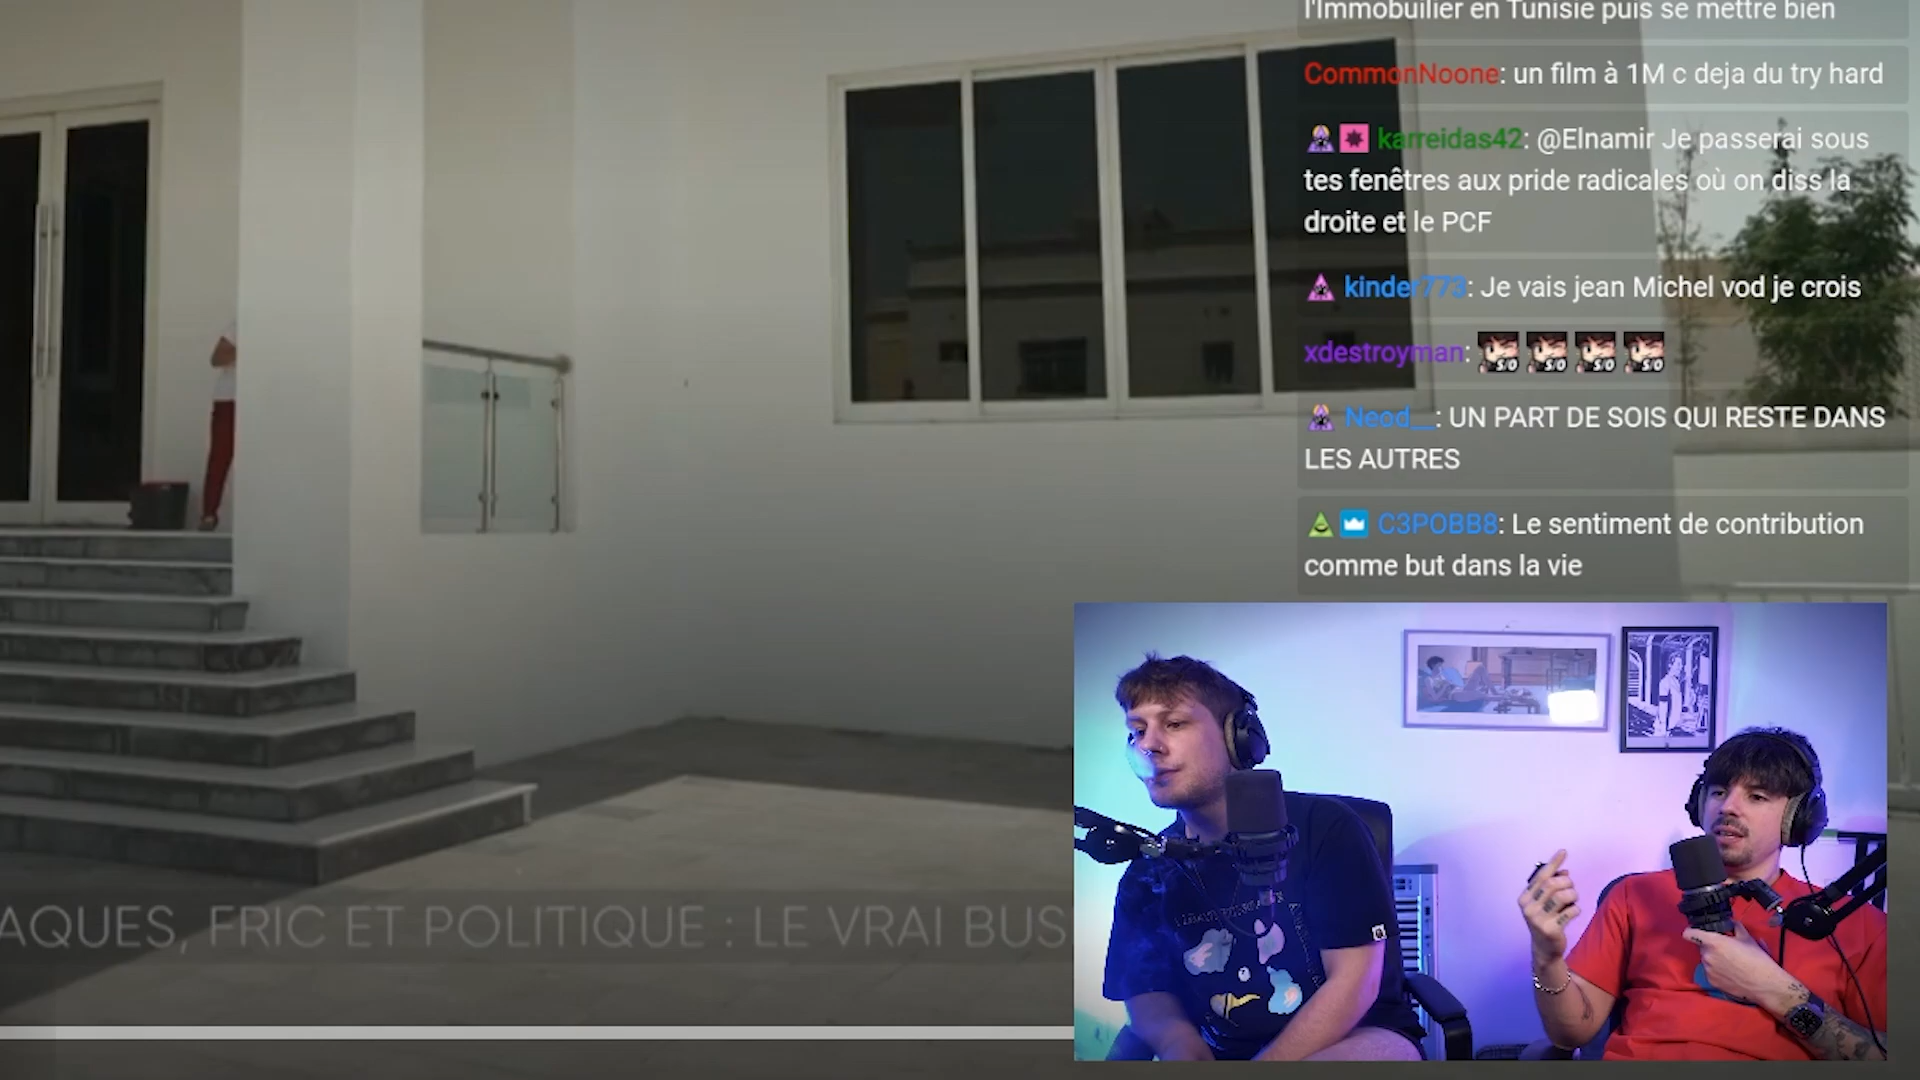 l'Immobuilier en Tunisie puis se mettre bien
CommonNoone: un film à 1M c deja du try hard
karreidas42: @Elnamir Je passerai sous
tes fenêtres aux pride radicales où on diss la
droite et le PCF
kinder773: Je vais jean Michel vod je crois
xdestroyman:
S/O S/O S/O S/O
Neod__: UN PART DE SOIS QUI RESTE DANS
LES AUTRES
C3POBB8: Le sentiment de contribution
comme but dans la vie
AQUES, FRIC ET POLITIQUE : LE VRAI BUS